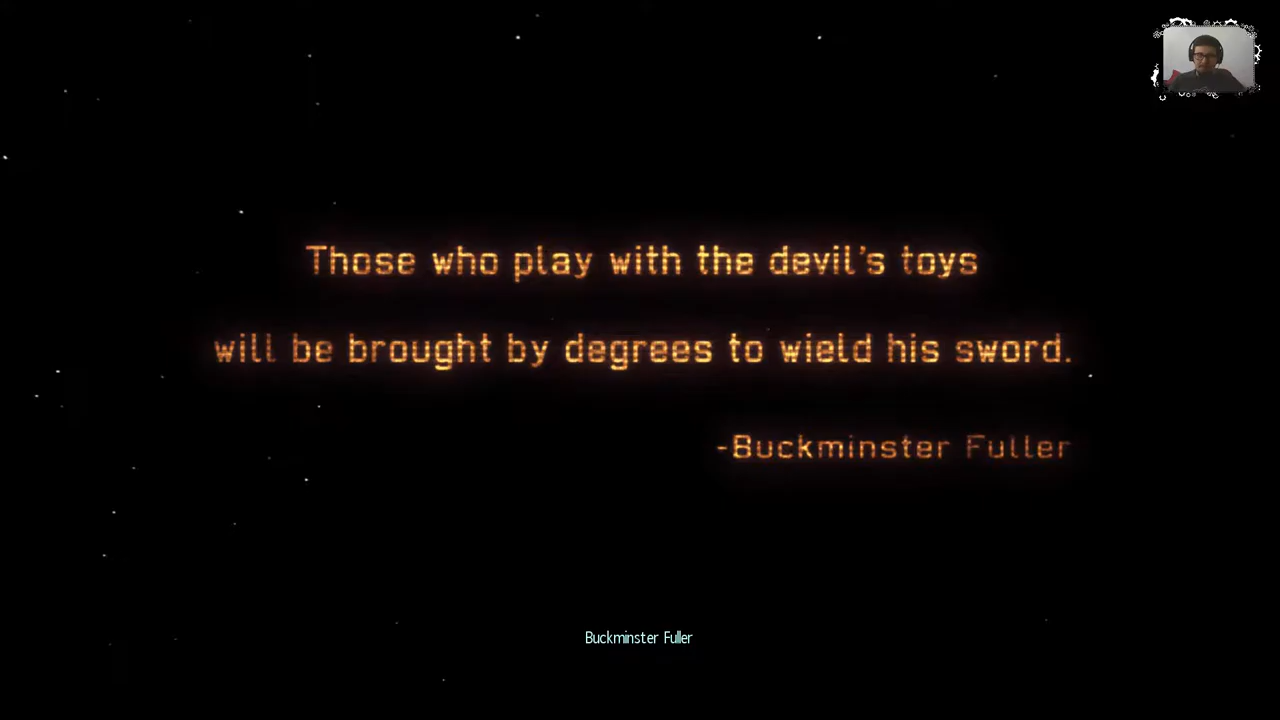 Those who play with the devil's toys
will be brought by degrees to wield his sword.
-Buckminster Fuller
Buckminster Fuller